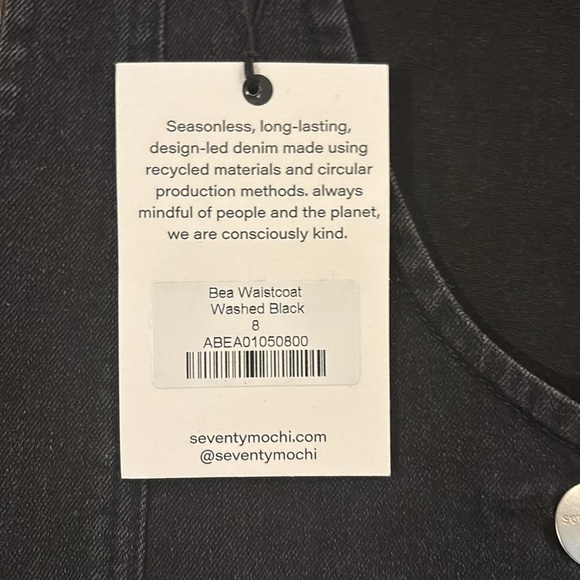 Seasonless, long-lasting,
design-led denim made using
recycled materials and circular
production methods. always
mindful of people and the planet,
we are consciously kind.
Bea Waistcoat
Washed Black
8
ABEA01050800
seventymochi.com
@seventymochi